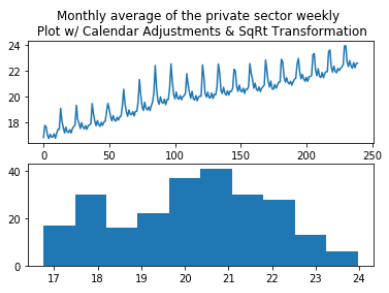 Monthly average of the private sector weekly
Plot w/ Calendar Adjustments & SqRt Transformation
24
22
20
18
0 50 100 150 200 250
40
20
0
17 18 19 20 21 22 23 24